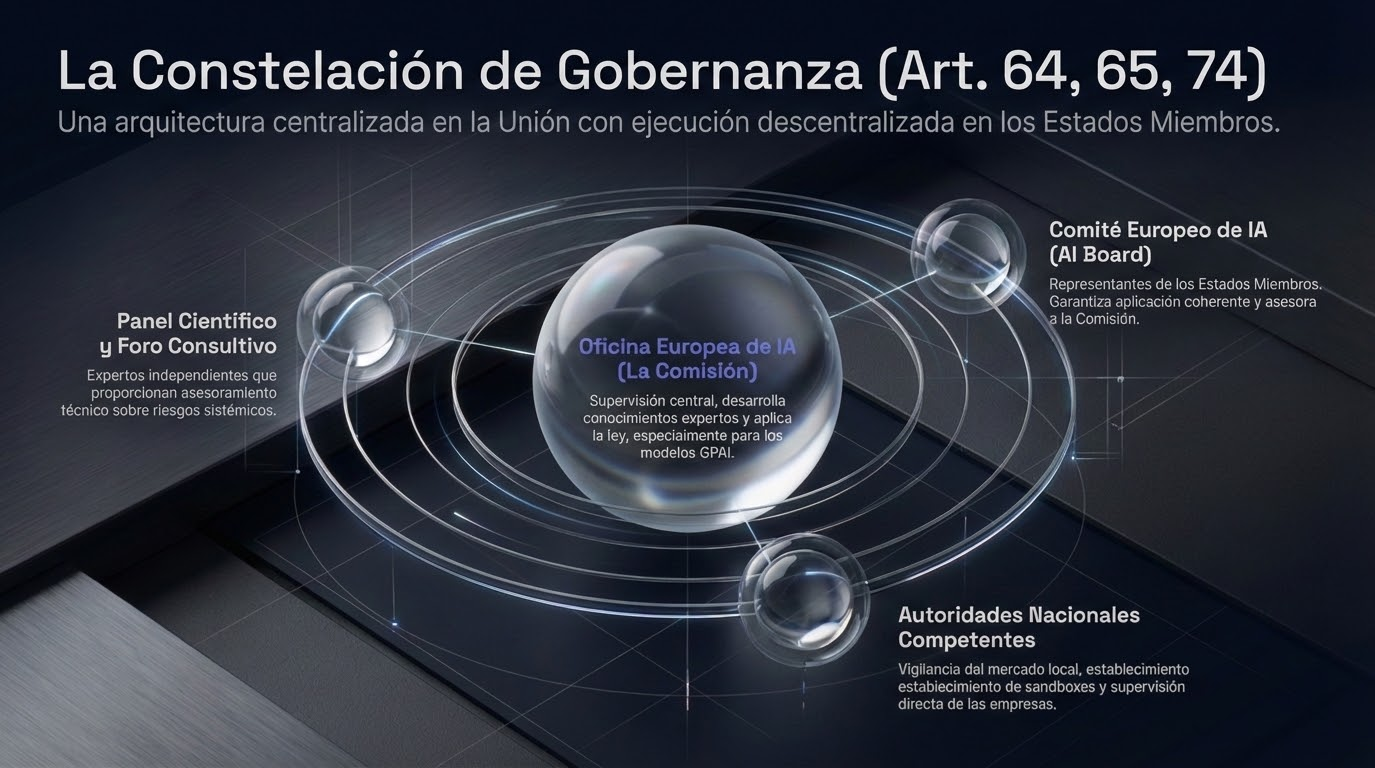 La Constelación de Gobernanza (Art. 64, 65, 74)
Una arquitectura centralizada en la Unión con ejecución descentralizada en los Estados Miembros.
Panel Científico
y Foro Consultivo
Expertos independientes que
proporcionan asesoramiento
técnico sobre riesgos sistémicos.
Oficina Europea de IA
(La Comisión)
Supervisión central, desarrolla
conocimientos expertos y aplica
la ley, especiaimente para los
modelos GPAI.
Comité Europeo de IA
(AI Board)
Representantes de los Estados Miembros.
Garantiza aplicación coherente y asesora
a la Comisión.
Autoridades Nacionales
Competentes
Vigilancia dal mercado local, establecimiento
estabiecimiento de sandboxes y supervisión
directa de las empresas.